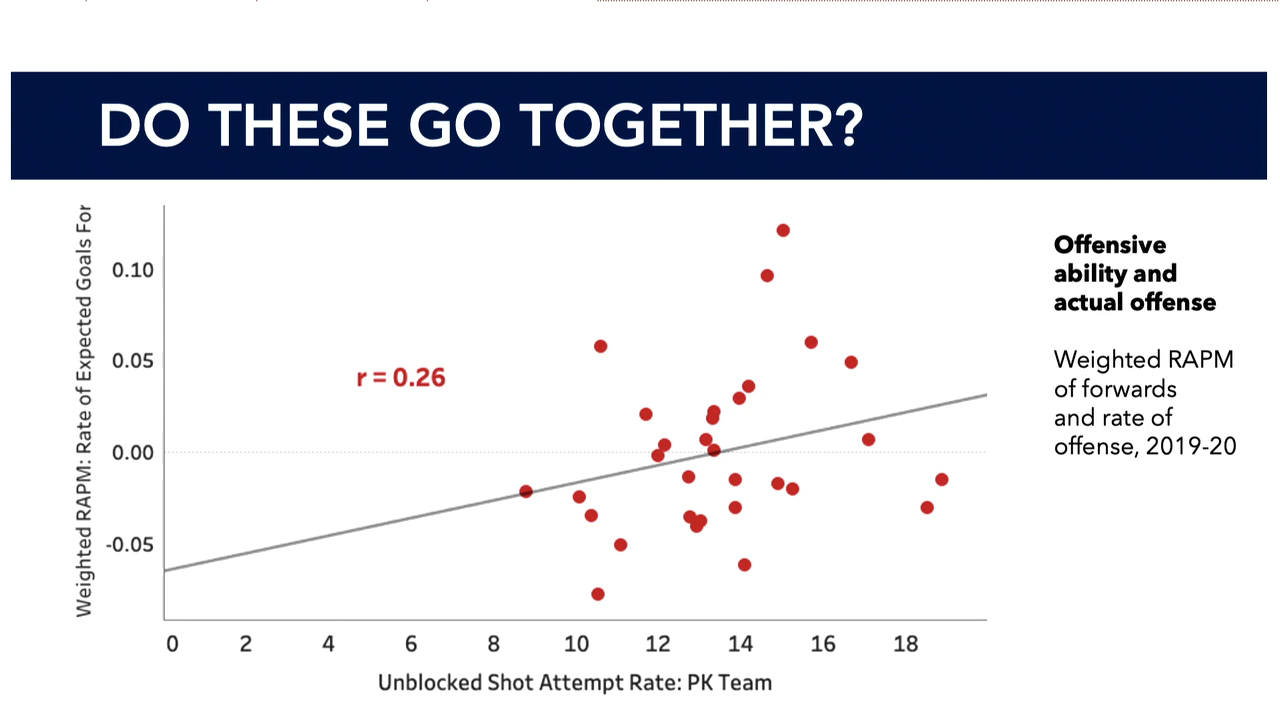 DO THESE GO TOGETHER?
Weighted RAPM: Rate of Expected Goals For
0.10
0.05
0.00
-0.05
r = 0.26
0 2 4 6 8 10 12 14 16 18
Unblocked Shot Attempt Rate: PK Team
Offensive
ability and
actual offense
Weighted RAPM
of forwards
and rate of
offense, 2019-20